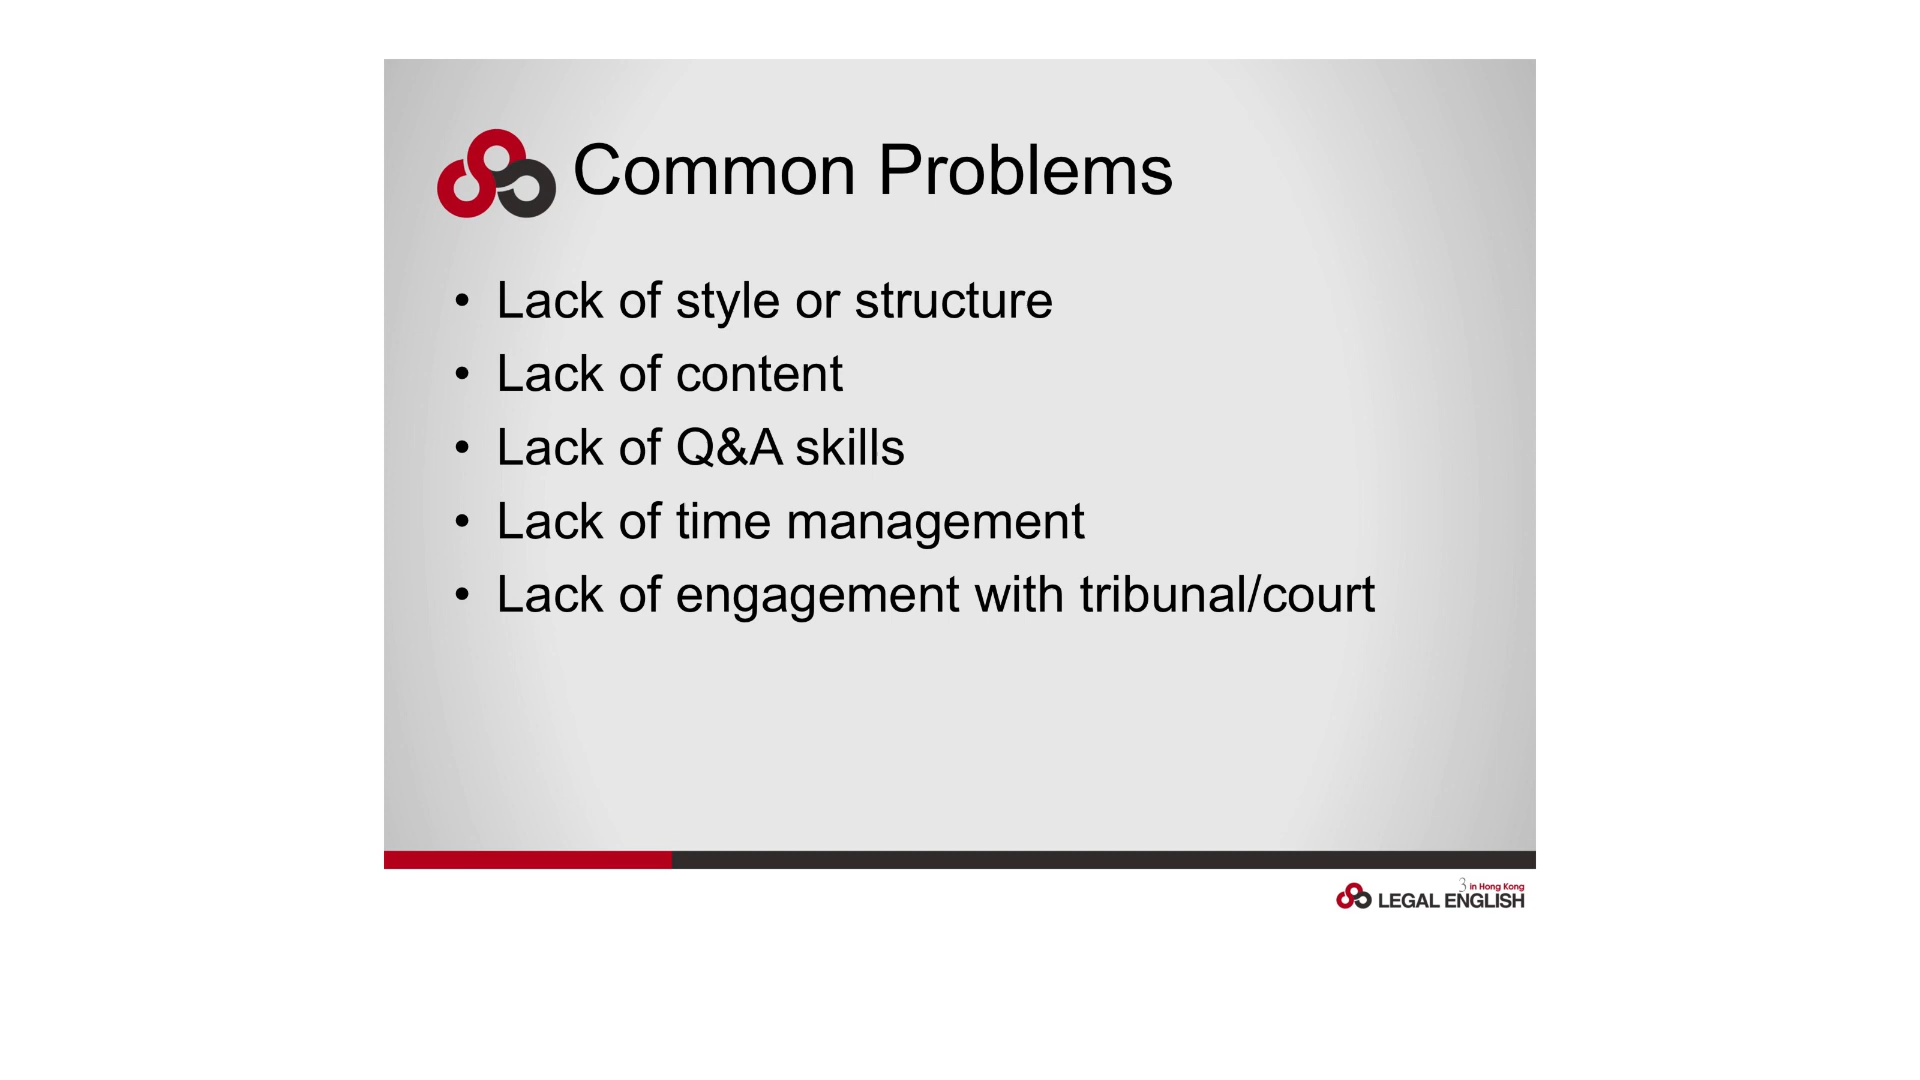 Common Problems
• Lack of style or structure
• Lack of content
• Lack of Q&A skills
• Lack of time management
• Lack of engagement with tribunal/court
3
in Hong Kong
LEGAL ENGLISH